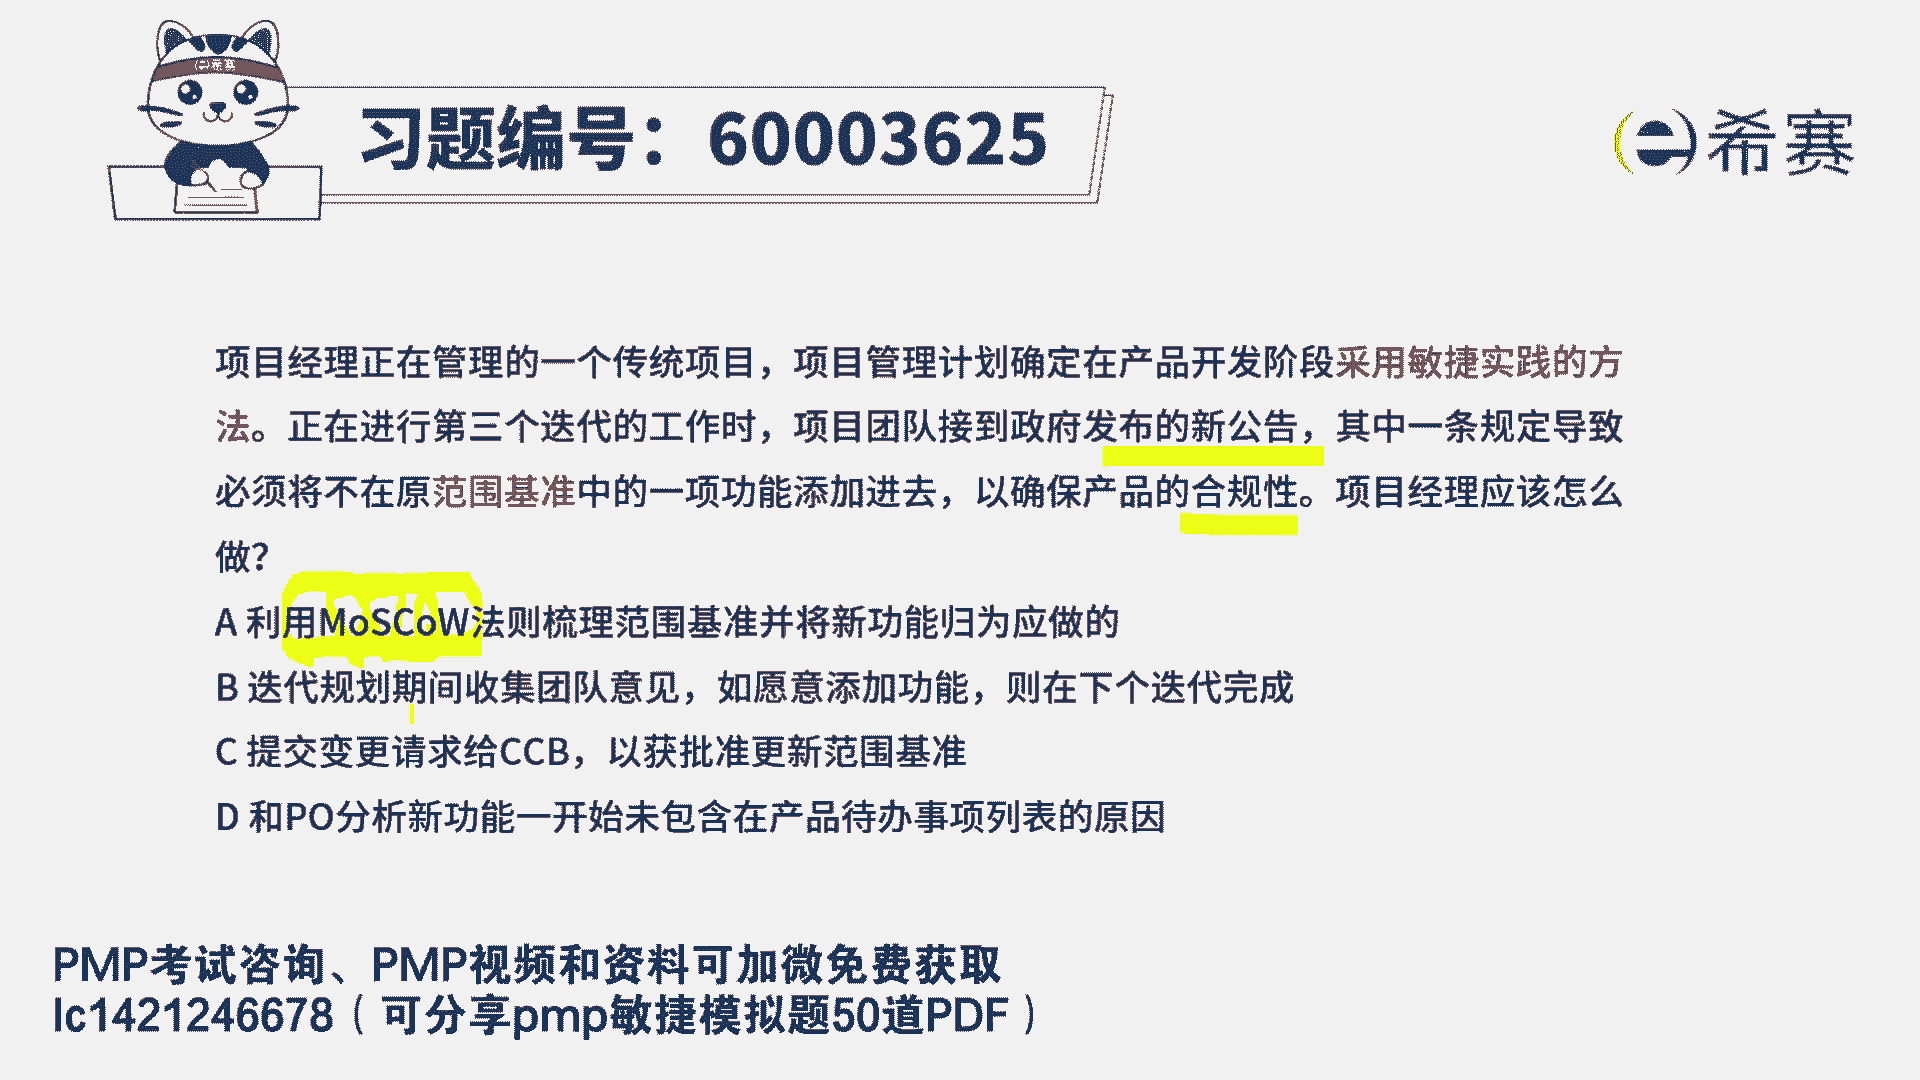 希赛
习题编号：60003625
希赛
项目经理正在管理的一个传统项目，项目管理计划确定在产品开发阶段采用敏捷实践的方
法。正在进行第三个迭代的工作时，项目团队接到政府发布的新公告，其中一条规定导致
必须将不在原范围基准中的一项功能添加进去，以确保产品的合规性。项目经理应该怎么
做？
A 利用MoSCoW法则梳理范围基准并将新功能归为应做的
B 迭代规划期间收集团队意见，如愿意添加功能，则在下个迭代完成
C 提交变更请求给CCB，以获批准更新范围基准
D 和PO分析新功能一开始未包含在产品待办事项列表的原因
PMP考试咨询、PMP视频和资料可加微免费获取
lc1421246678（可分享pmp敏捷模拟题50道PDF）